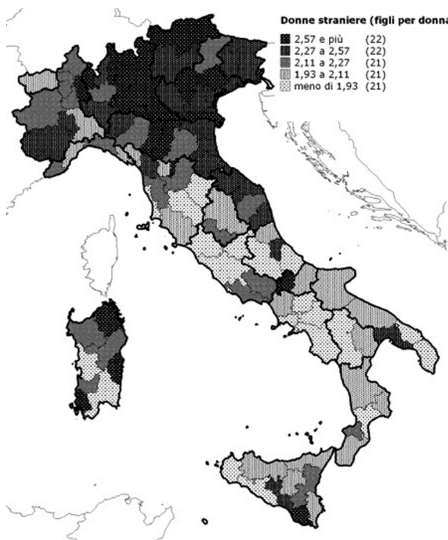 Donne straniere (figli per donna
2,57 e più (22)
2,27 a 2,57 (22)
2,11 a 2,27 (21)
1,93 a 2,11 (21)
meno di 1,93 (21)